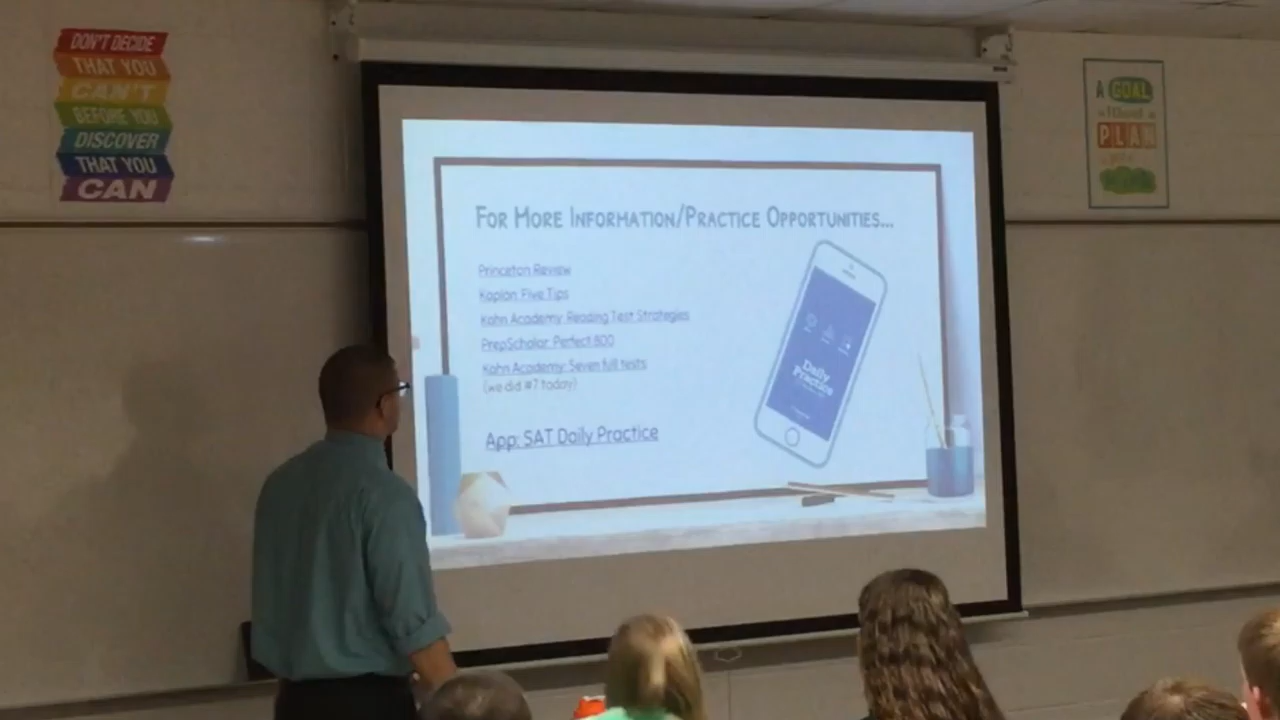 DON'T DECIDE
THAT YOU
CAN'T
BEFORE YOU
DISCOVER
THAT YOU
CAN
FOR MORE INFORMATION/PRACTICE OPPORTUNITIES...
Princeton Review
Kaplan: Five Tips
Kahn Academy: Reading Test Strategies
PrepScholar: Perfect 800
Kahn Academy: Seven full tests
(we did #7 today)
App: SAT Daily Practice
Daily
Practice
A GOAL
without a
PLAN